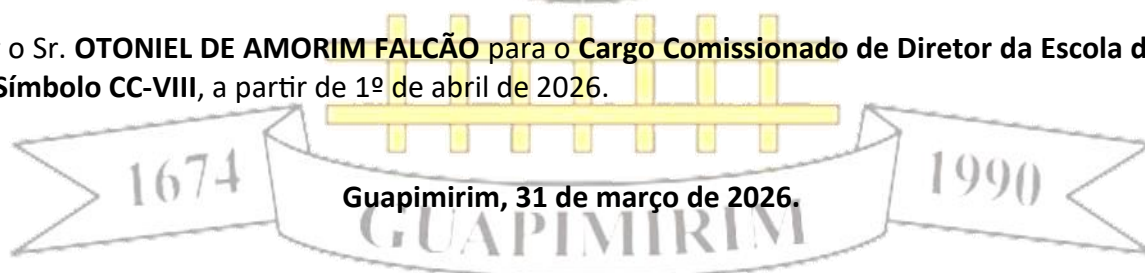 o Sr. OTONIEL DE AMORIM FALCÃO para o Cargo Comissionado de Diretor da Escola d
Símbolo CC-VIII, a partir de 1º de abril de 2026.
1674
1990
Guapimirim, 31 de março de 2026.
GUAPIMIRIM